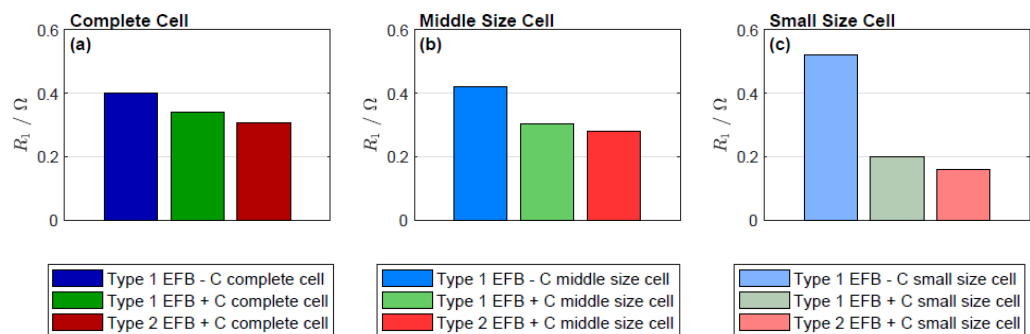 Complete Cell
(a)
R₁ / Ω
0.6
0.4
0.2
0
Type 1 EFB - C complete cell
Type 1 EFB + C complete cell
Type 2 EFB + C complete cell
Middle Size Cell
(b)
R₁ / Ω
0.6
0.4
0.2
0
Type 1 EFB - C middle size cell
Type 1 EFB + C middle size cell
Type 2 EFB + C middle size cell
Small Size Cell
(c)
R₁ / Ω
0.6
0.4
0.2
0
Type 1 EFB - C small size cell
Type 1 EFB + C small size cell
Type 2 EFB + C small size cell